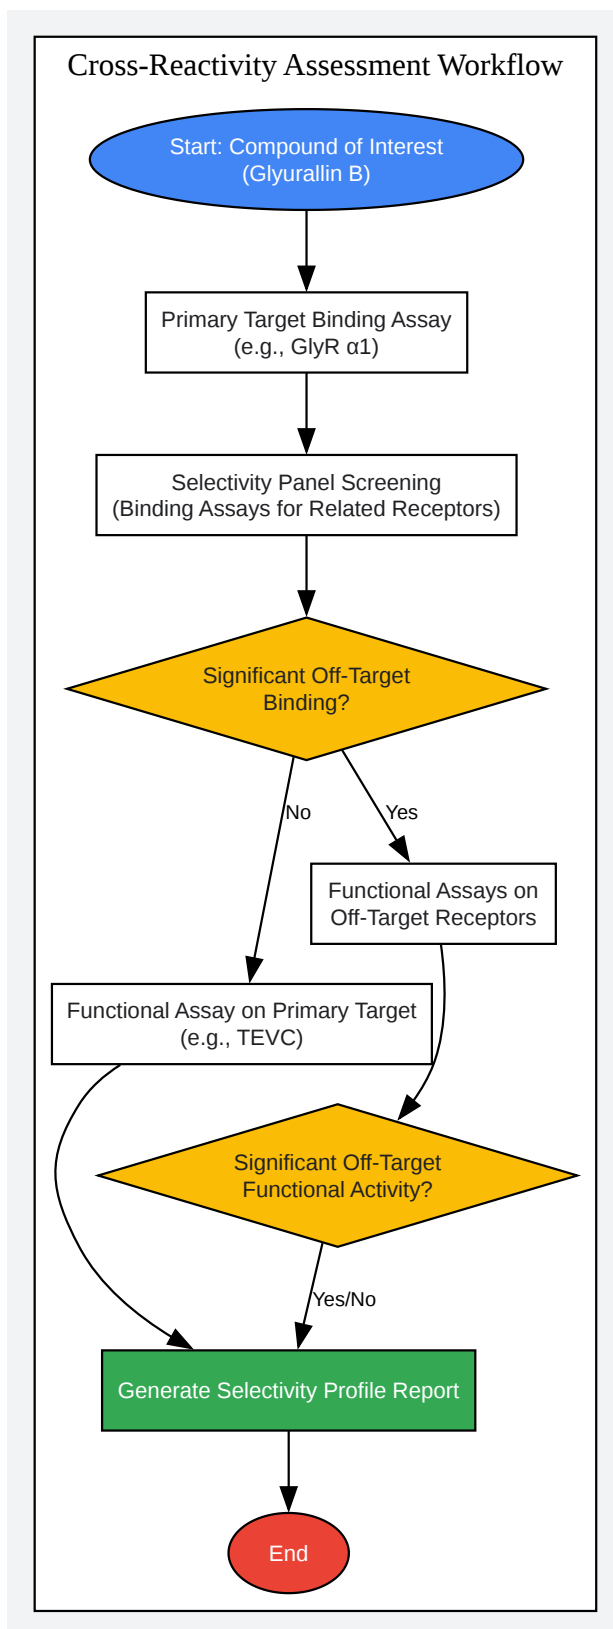 Cross-Reactivity Assessment Workflow
Start: Compound of Interest
(Glyurallin B)
Primary Target Binding Assay
(e.g., GlyR α1)
Selectivity Panel Screening
(Binding Assays for Related Receptors)
Significant Off-Target
Binding?
No
Yes
Functional Assays on
Off-Target Receptors
Functional Assay on Primary Target
(e.g., TEVC)
Significant Off-Target
Functional Activity?
Yes/No
Generate Selectivity Profile Report
End